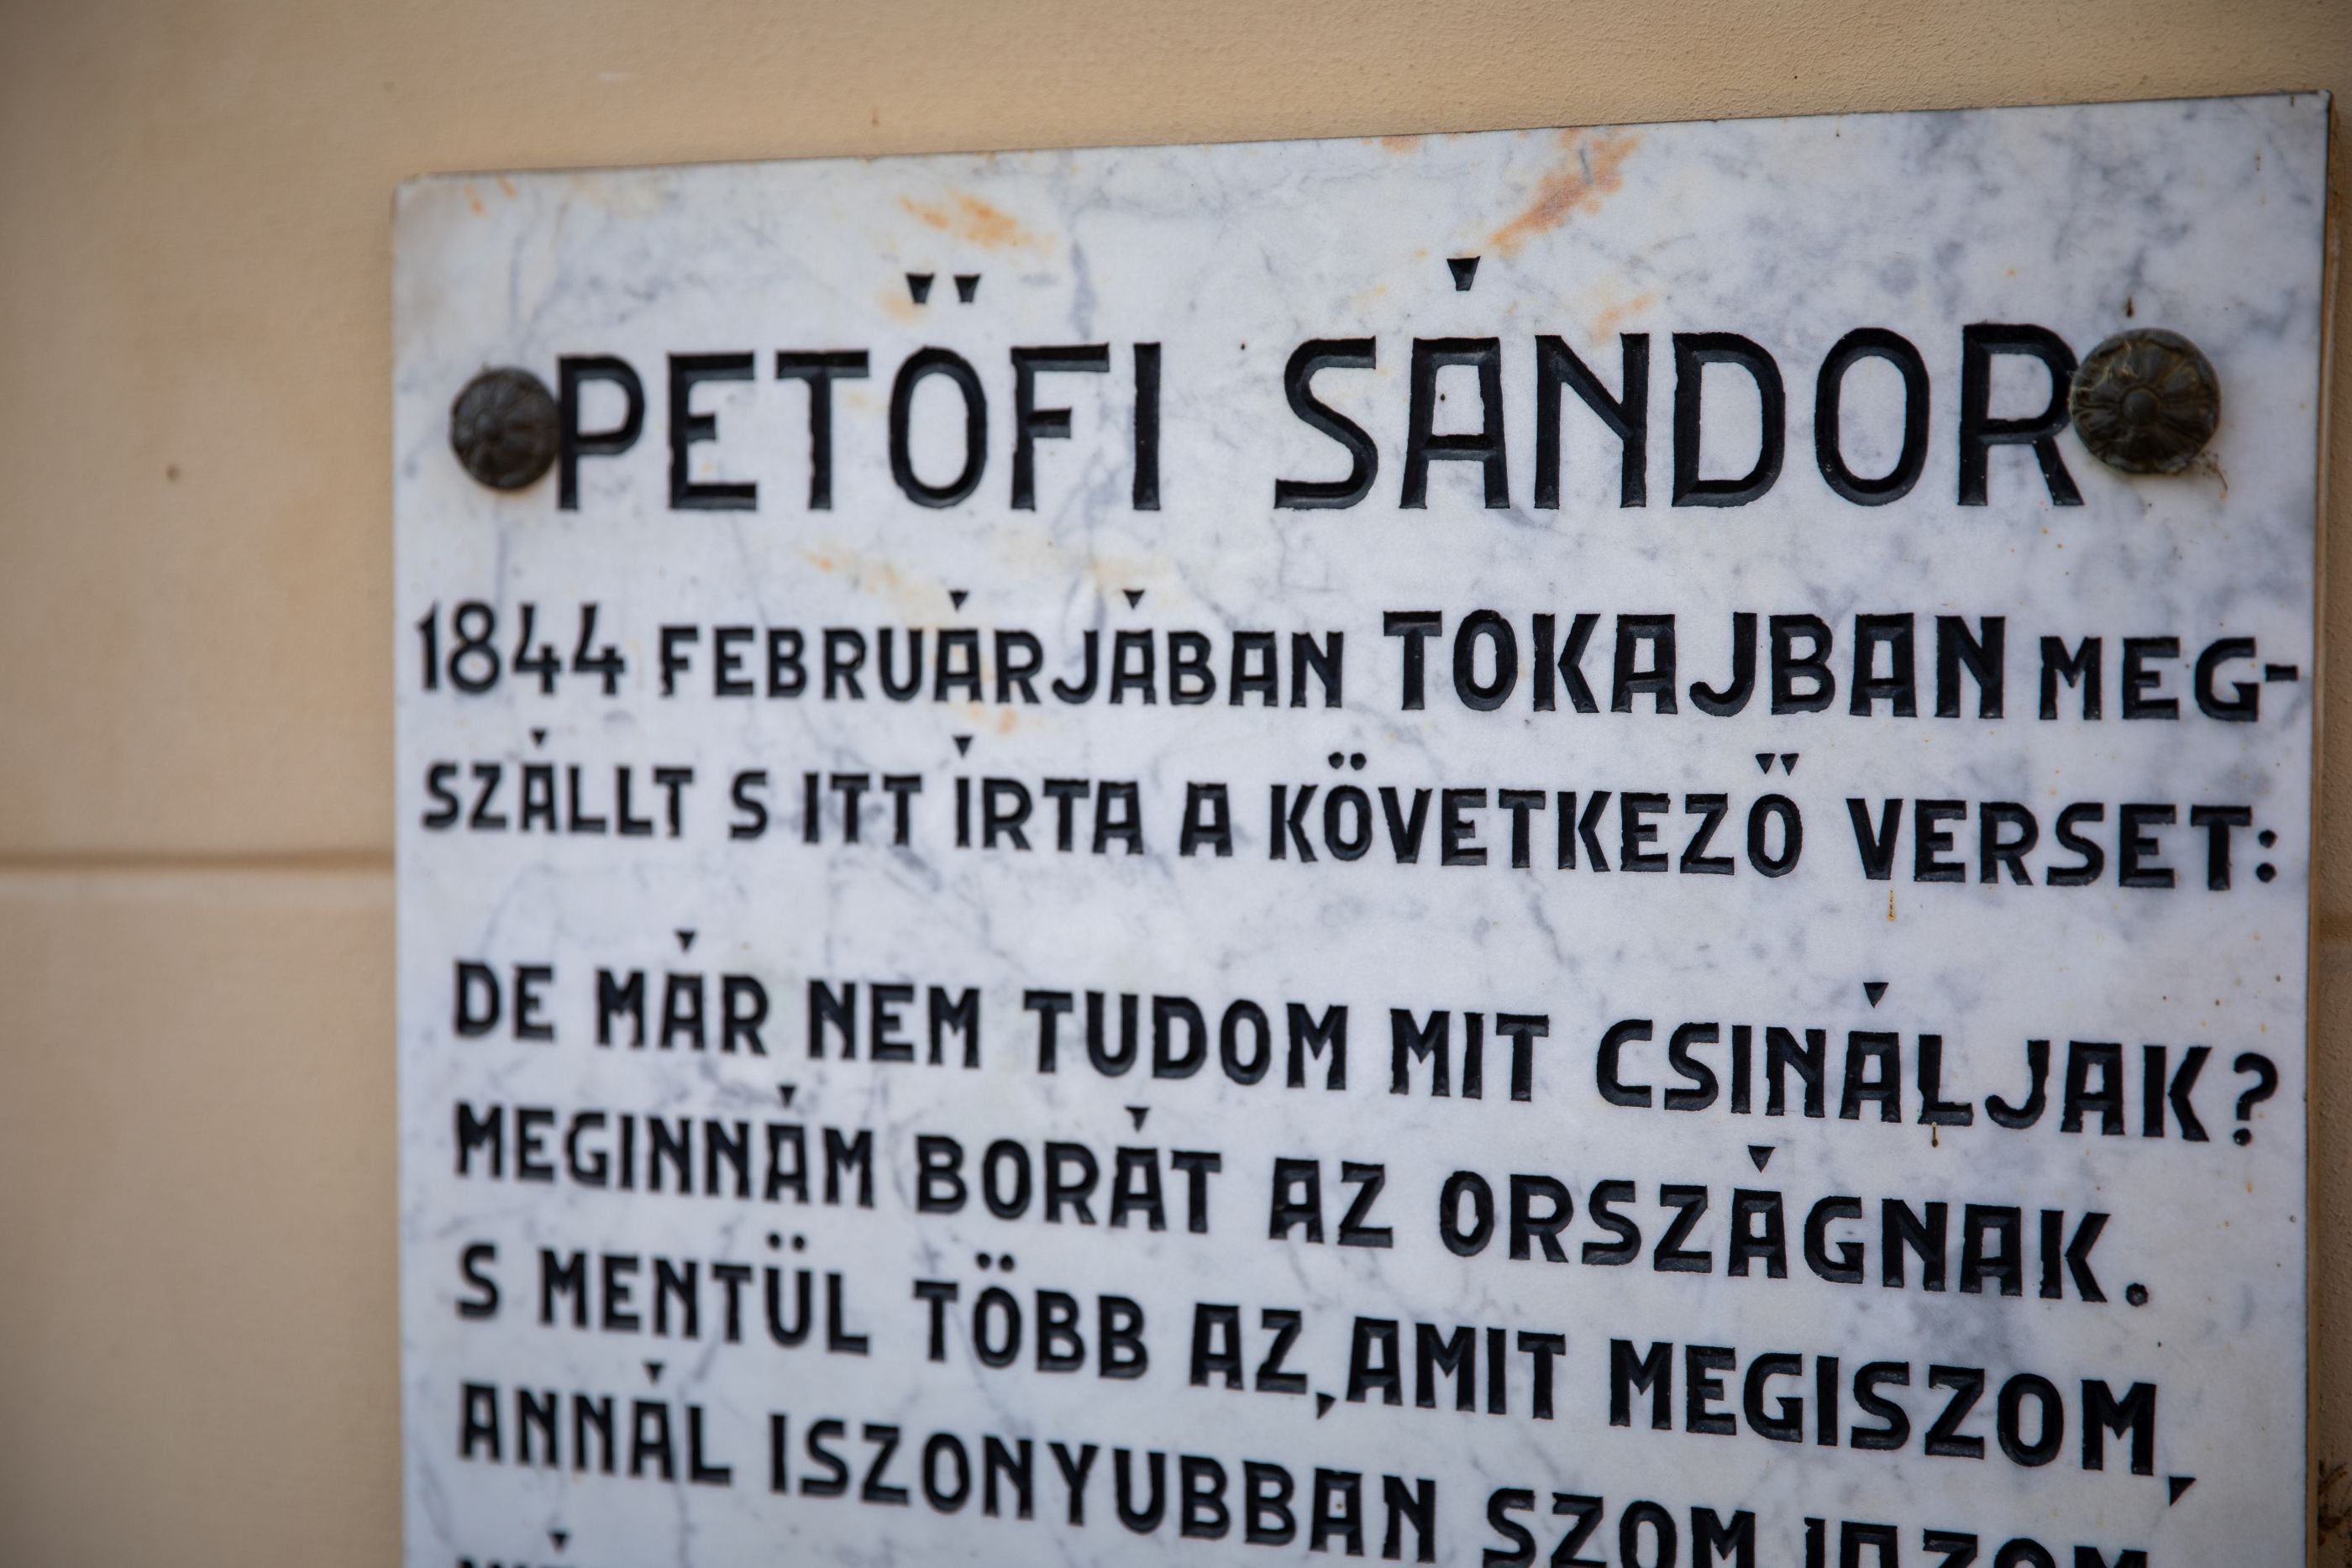 PETŐFI SÁNDOR
1844 FEBRUÁRJÁBAN TOKAJBAN MEG-
SZÁLLT S ITT ÍRTA A KÖVETKEZŐ VERSET:
DE MÁR NEM TUDOM MIT CSINÁLJAK?
MEGINNÁM BORÁT AZ ORSZÁGNAK.
S MENTÜL TÖBB AZ, AMIT MEGISZOM,
ANNÁL ISZONYUBBAN SZOMJAZOM